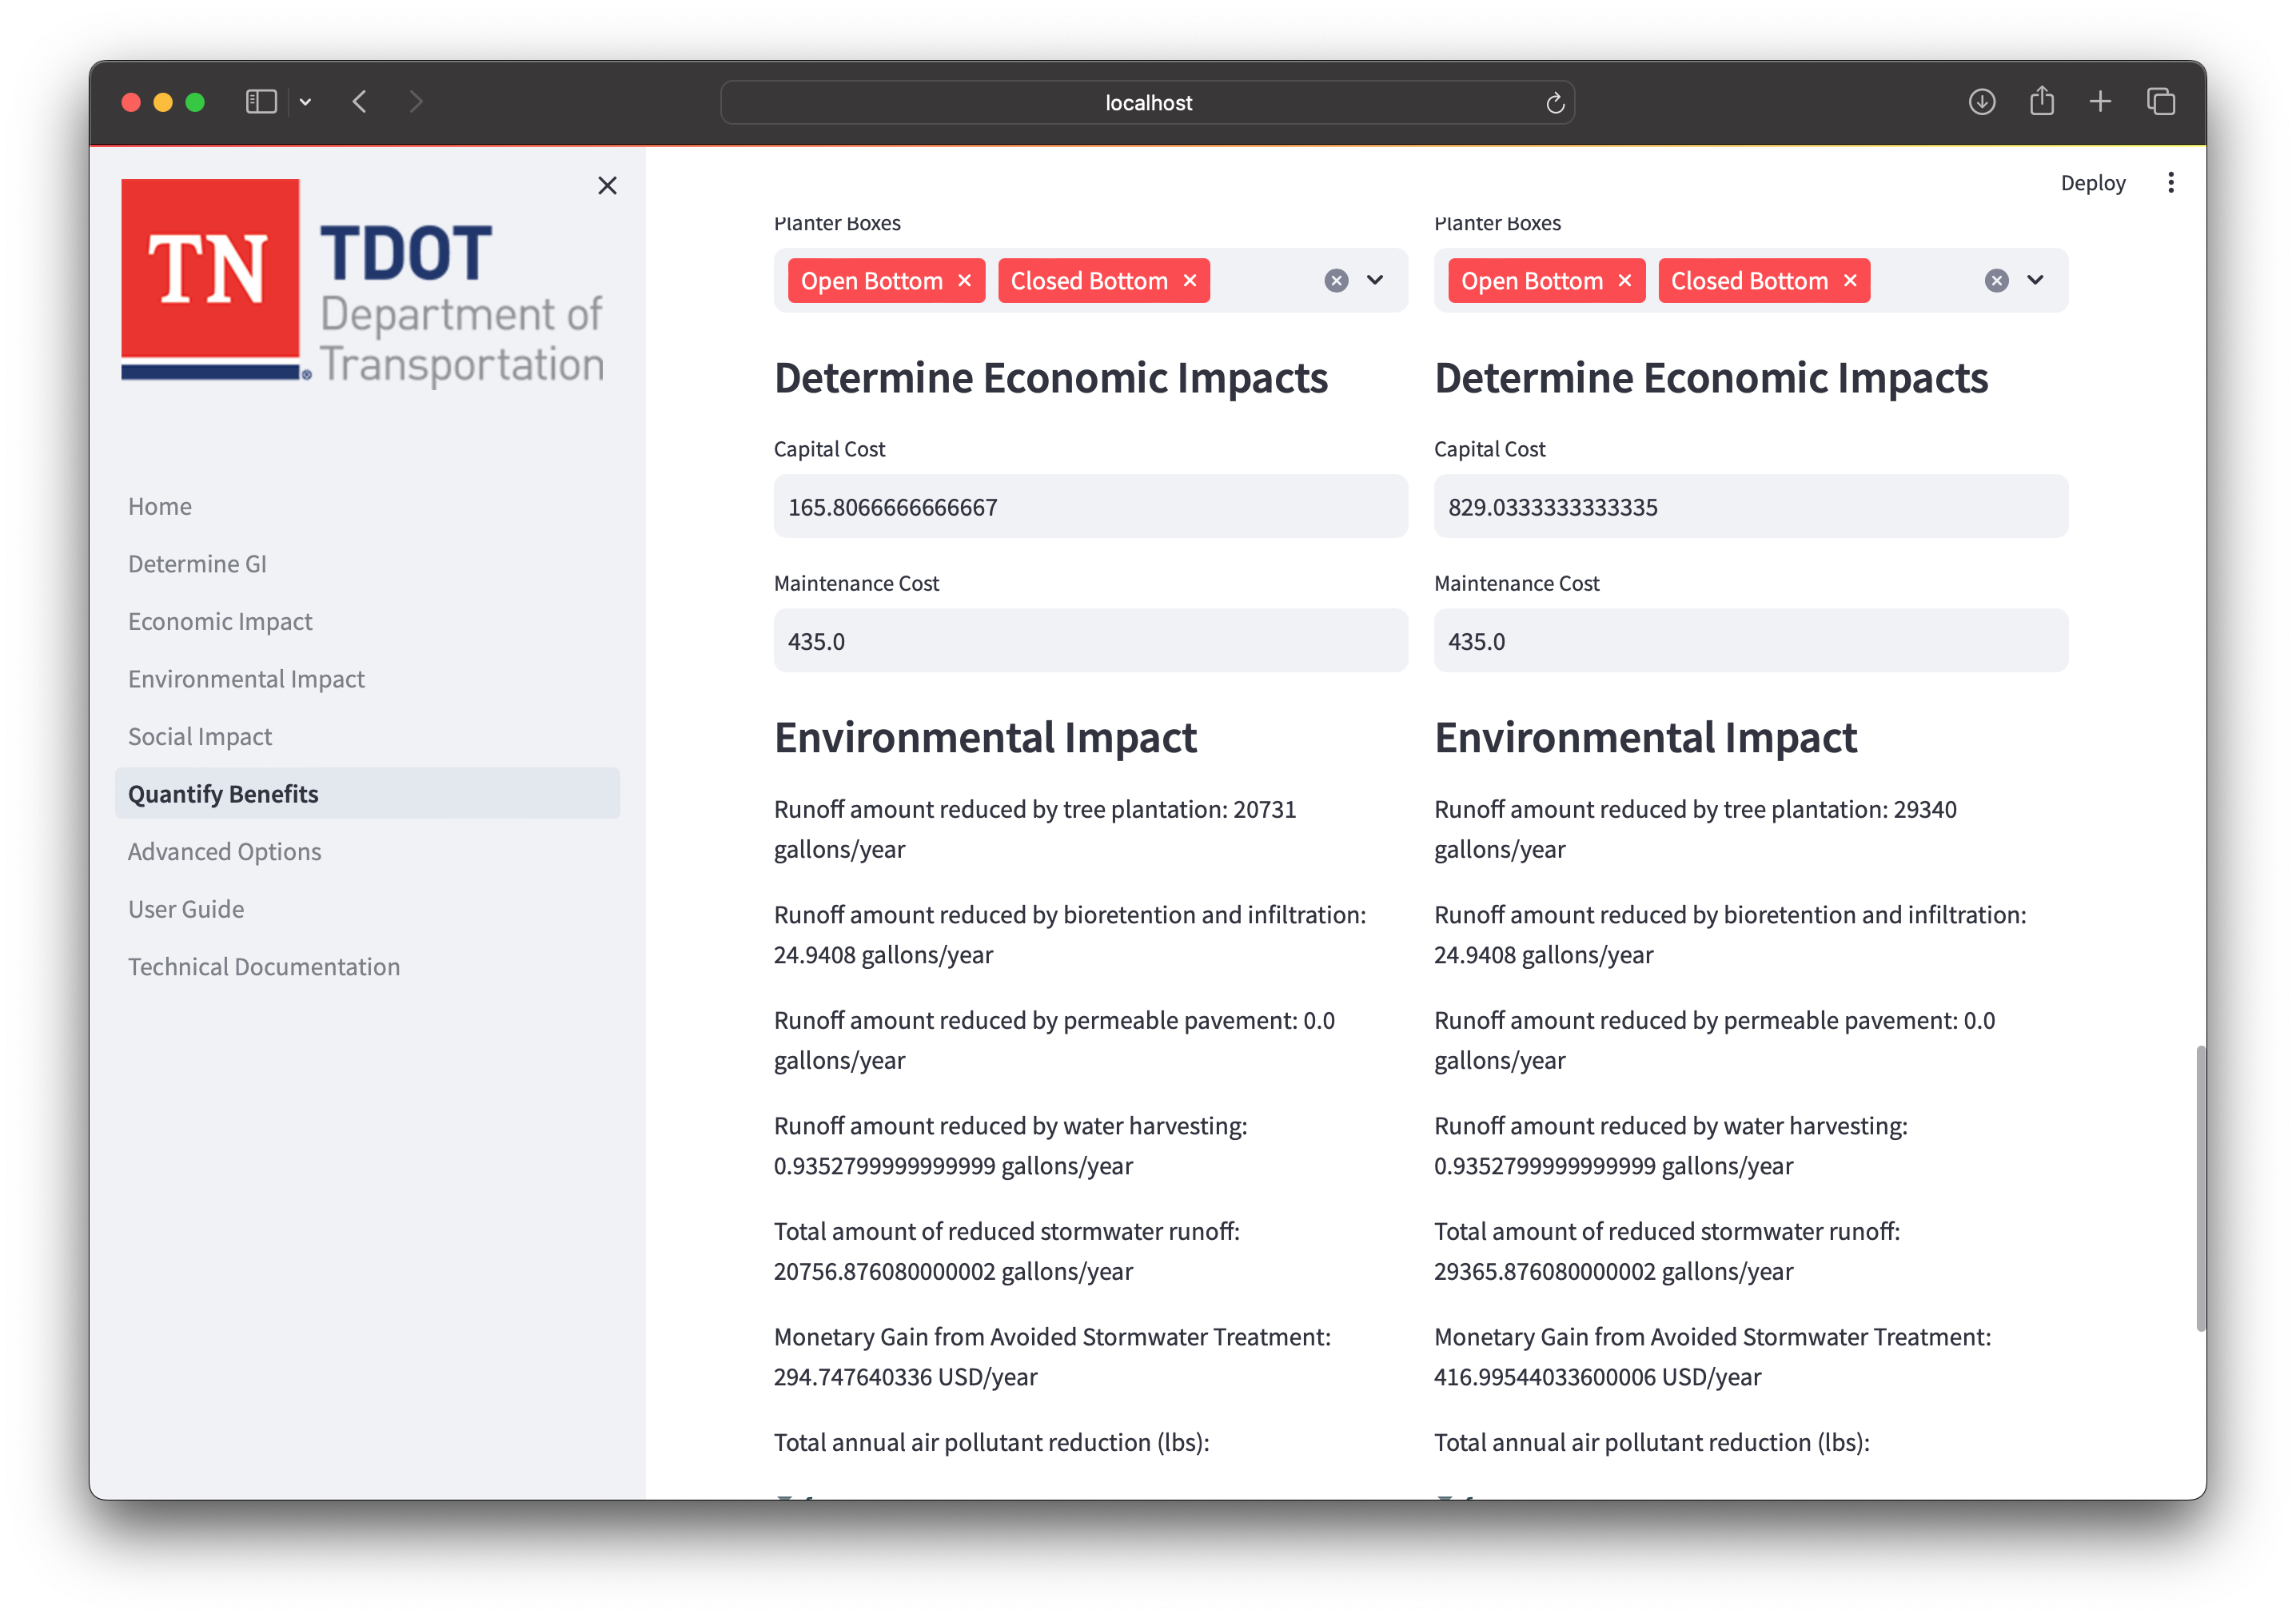 localhost
TN
TDOT
Department of
Transportation
®
Home
Determine GI
Economic Impact
Environmental Impact
Social Impact
Quantify Benefits
Advanced Options
User Guide
Technical Documentation
Deploy
Planter Boxes
Open Bottom
Closed Bottom
Determine Economic Impacts
Capital Cost
165.8066666666667
Maintenance Cost
435.0
Environmental Impact
Runoff amount reduced by tree plantation: 20731
gallons/year
Runoff amount reduced by bioretention and infiltration:
24.9408 gallons/year
Runoff amount reduced by permeable pavement: 0.0
gallons/year
Runoff amount reduced by water harvesting:
0.9352799999999999 gallons/year
Total amount of reduced stormwater runoff:
20756.876080000002 gallons/year
Monetary Gain from Avoided Stormwater Treatment:
294.747640336 USD/year
Total annual air pollutant reduction (lbs):
Planter Boxes
Open Bottom
Closed Bottom
Determine Economic Impacts
Capital Cost
829.0333333333335
Maintenance Cost
435.0
Environmental Impact
Runoff amount reduced by tree plantation: 29340
gallons/year
Runoff amount reduced by bioretention and infiltration:
24.9408 gallons/year
Runoff amount reduced by permeable pavement: 0.0
gallons/year
Runoff amount reduced by water harvesting:
0.9352799999999999 gallons/year
Total amount of reduced stormwater runoff:
29365.876080000002 gallons/year
Monetary Gain from Avoided Stormwater Treatment:
416.99544033600006 USD/year
Total annual air pollutant reduction (lbs):